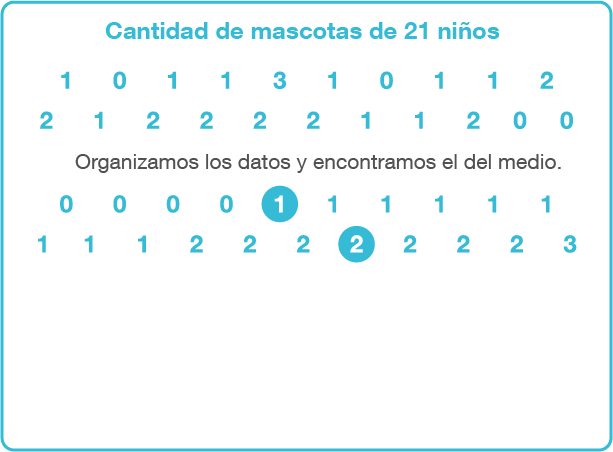 Cantidad de mascotas de 21 niños
1 0 1 1 3 1 0 1 1 2
2 1 2 2 2 2 1 1 2 0 0
Organizamos los datos y encontramos el del medio.
0 0 0 0 1 1 1 1 1 1
1 1 1 2 2 2 2 2 2 2 3